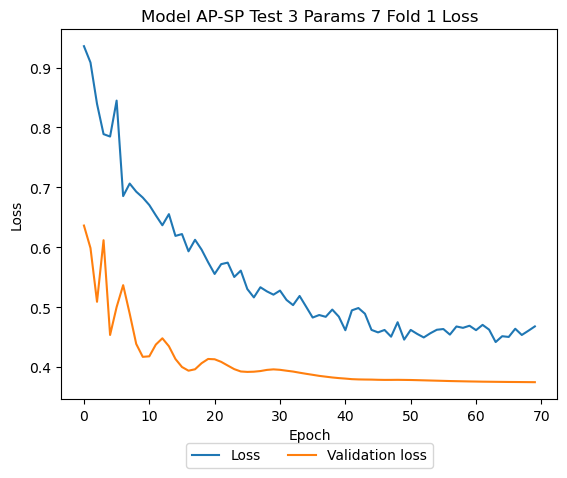 Model AP-SP Test 3 Params 7 Fold 1 Loss
Loss
0.9
0.8
0.7
0.6
0.5
0.4
0 10 20 30 40 50 60 70
Epoch
Loss Validation loss